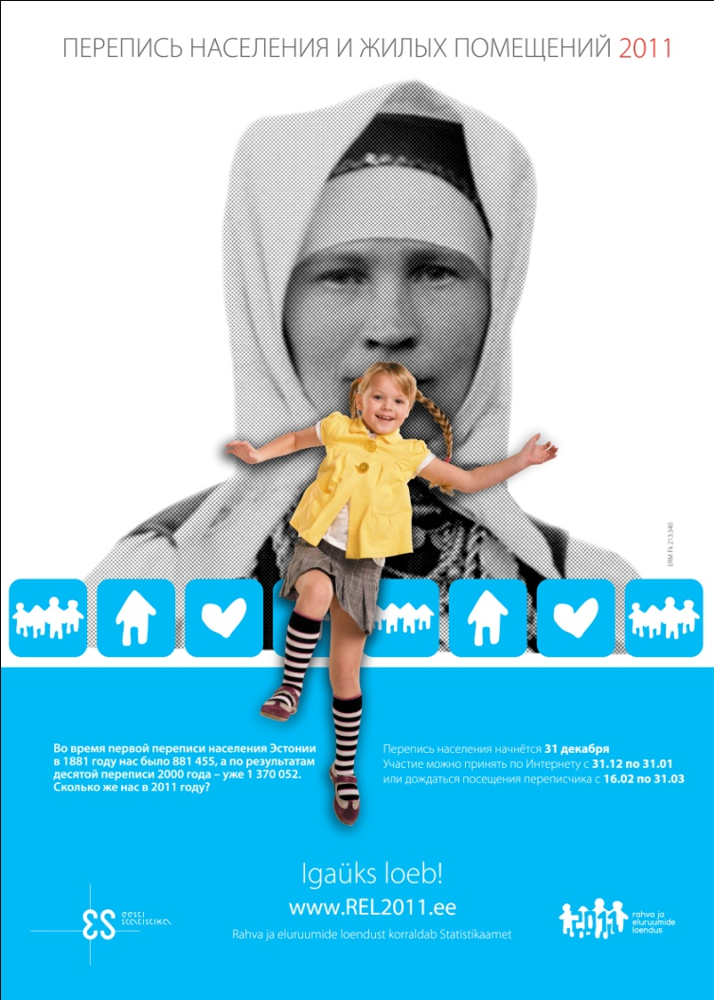 ПЕРЕПИСЬ НАСЕЛЕНИЯ И ЖИЛЫХ ПОМЕЩЕНИЙ 2011
ERM Fk 213:340
Во время первой переписи населения Эстонии
в 1881 году нас было 881 455, а по результатам
десятой переписи 2000 года – уже 1 370 052.
Сколько же нас в 2011 году?
Перепись населения начнётся 31 декабря
Участие можно принять по Интернету с 31.12 по 31.01
или дождаться посещения переписчика с 16.02 по 31.03
Igaüks loeb!
www.REL2011.ee
Rahva ja eluruumide loendust korraldab Statistikaamet
ES eesti
statistika
2011 rahva ja
eluruumide
loendus